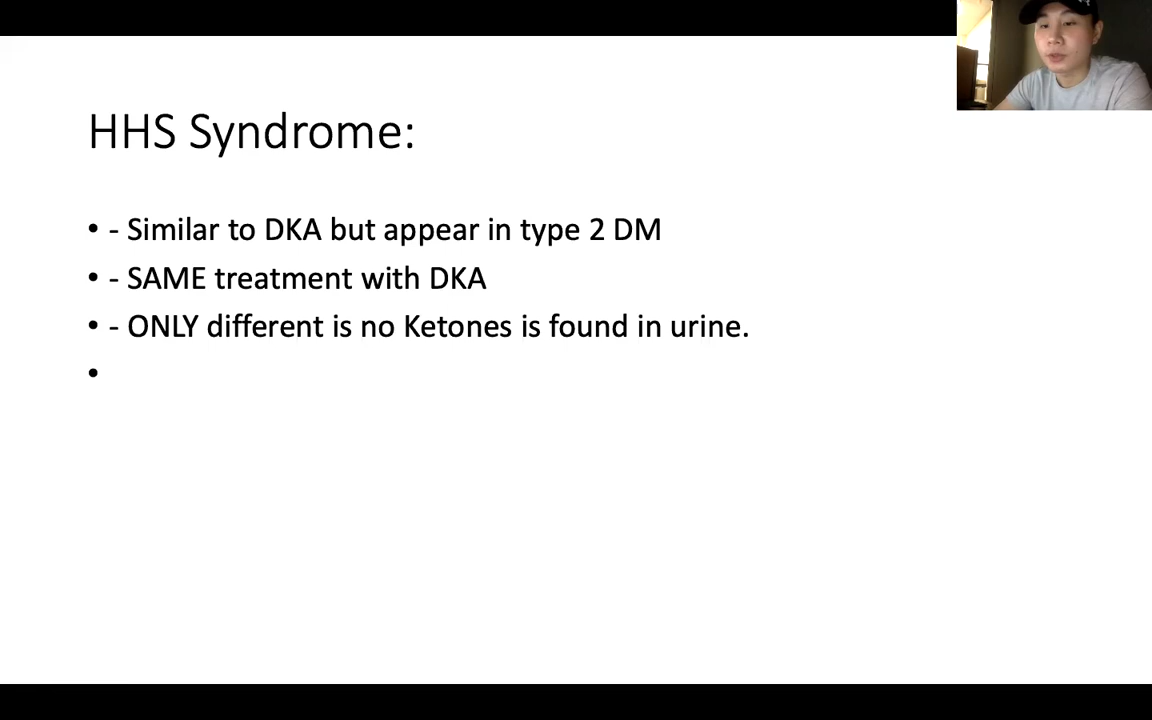 HHS Syndrome:
• - Similar to DKA but appear in type 2 DM
• - SAME treatment with DKA
• - ONLY different is no Ketones is found in urine.
•